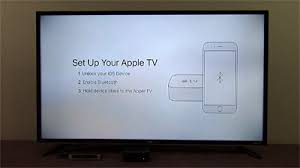 Set Up Your Apple TV
1 Unlock your iOS Device
2 Enable Bluetooth
3 Hold device close to the Apple TV